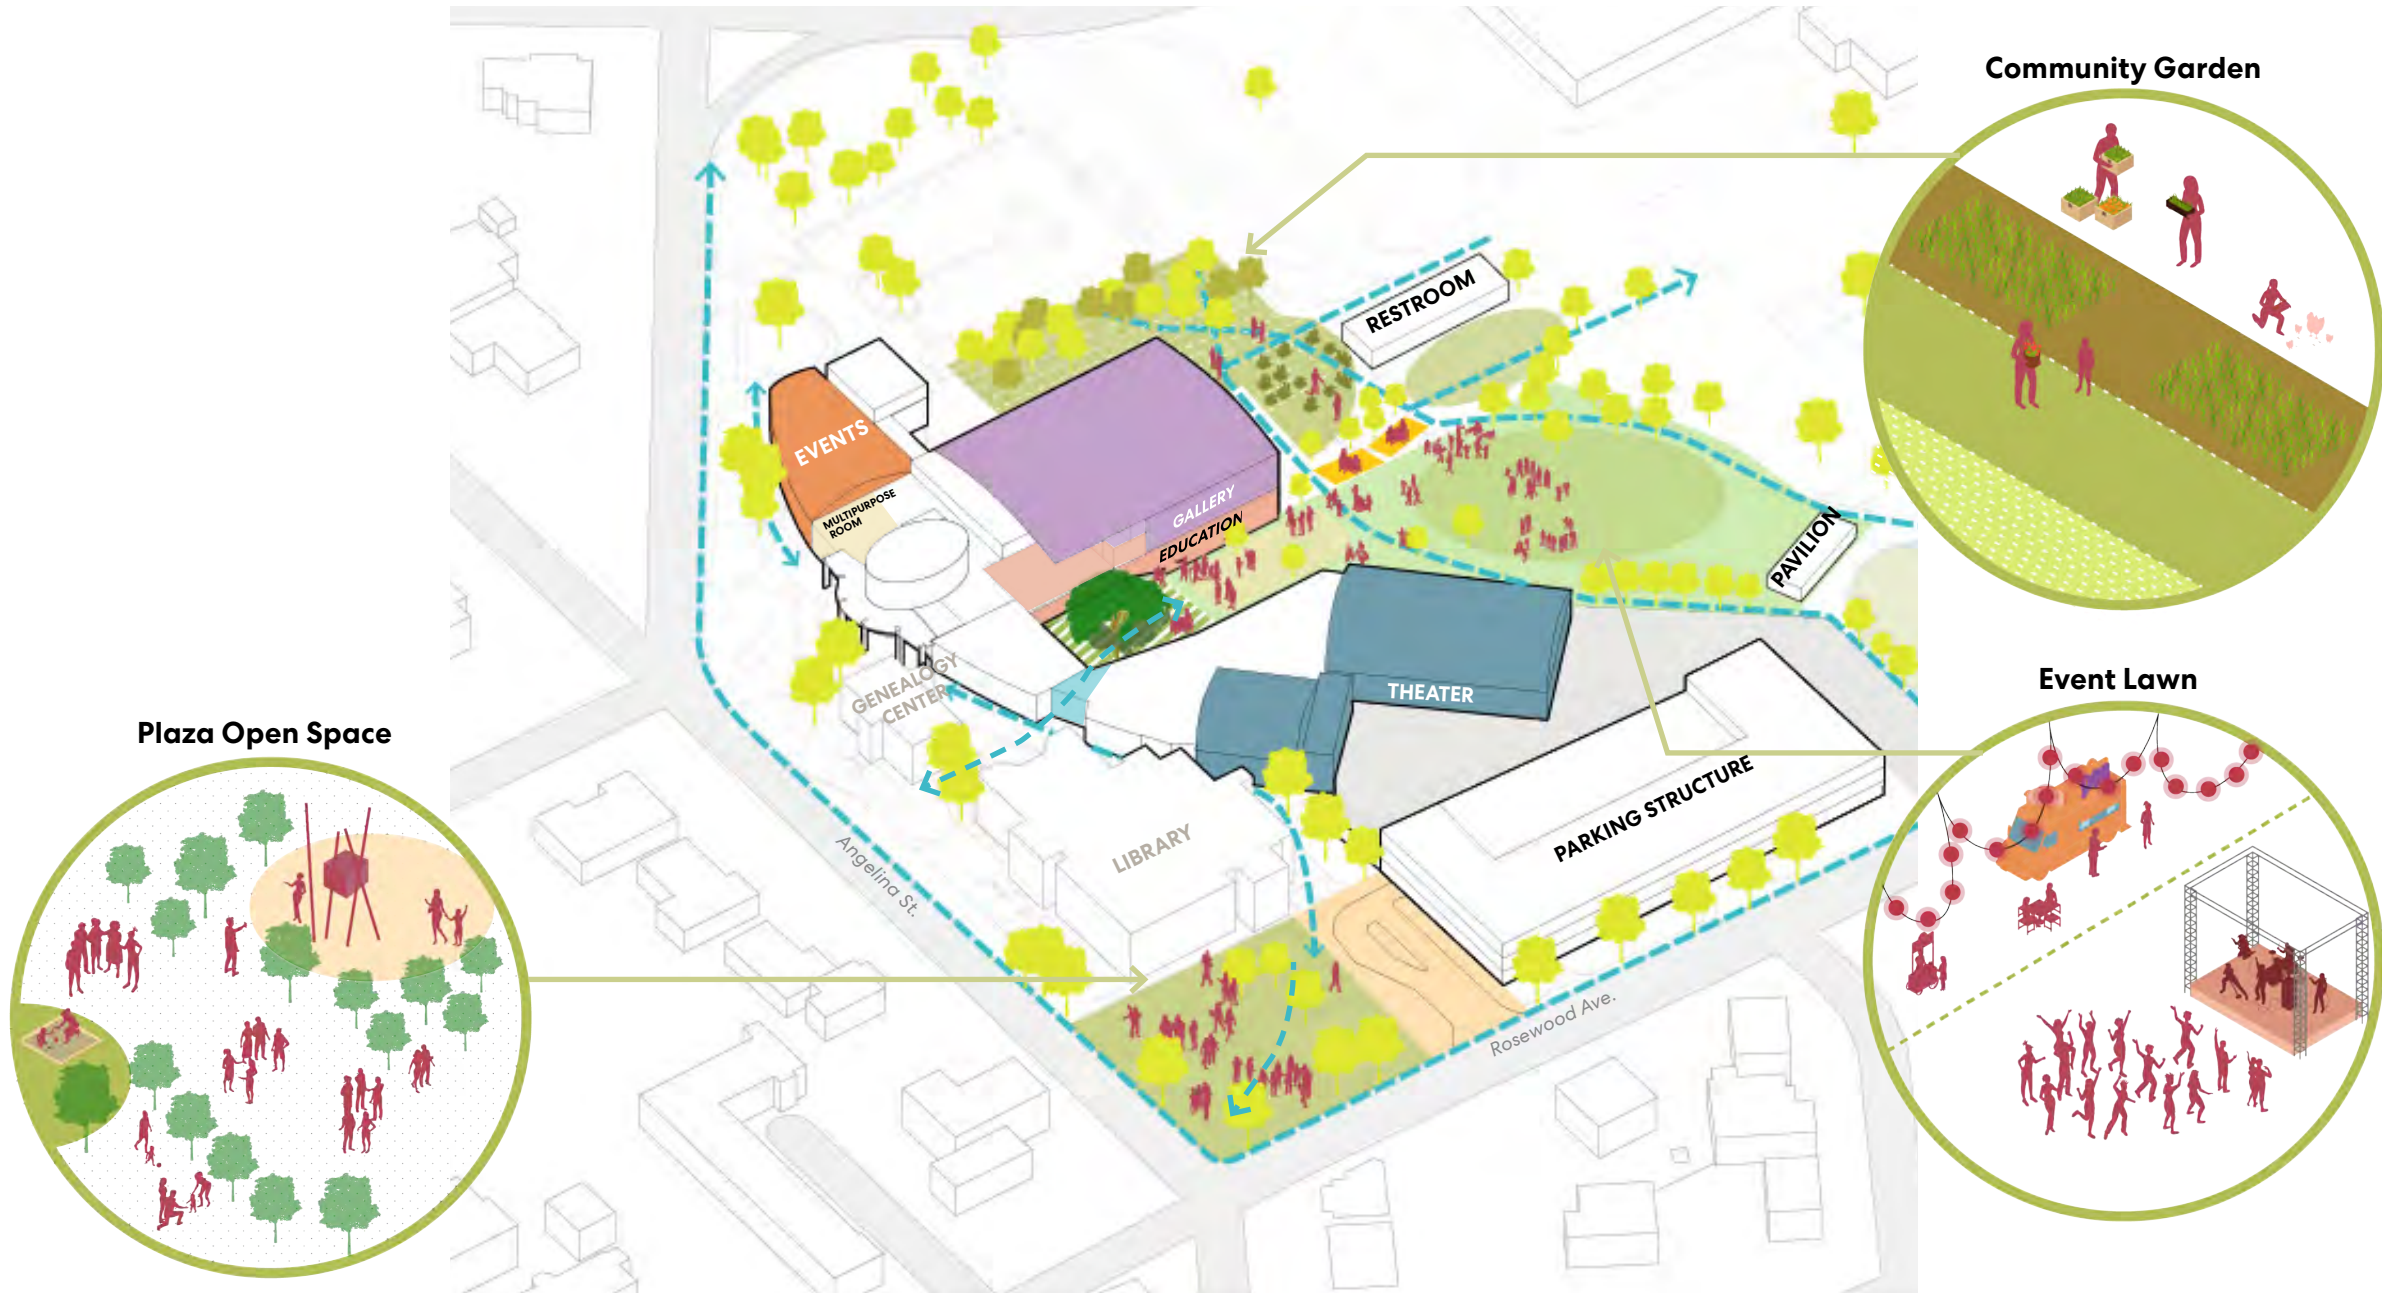 Community Garden
RESTROOM
EVENTS
MULTIPURPOSE
ROOM
GALLERY
EDUCATION
PAVILION
GENEALOGY
CENTER
THEATER
Event Lawn
Plaza Open Space
PARKING STRUCTURE
LIBRARY
Angelina St.
Rosewood Ave.